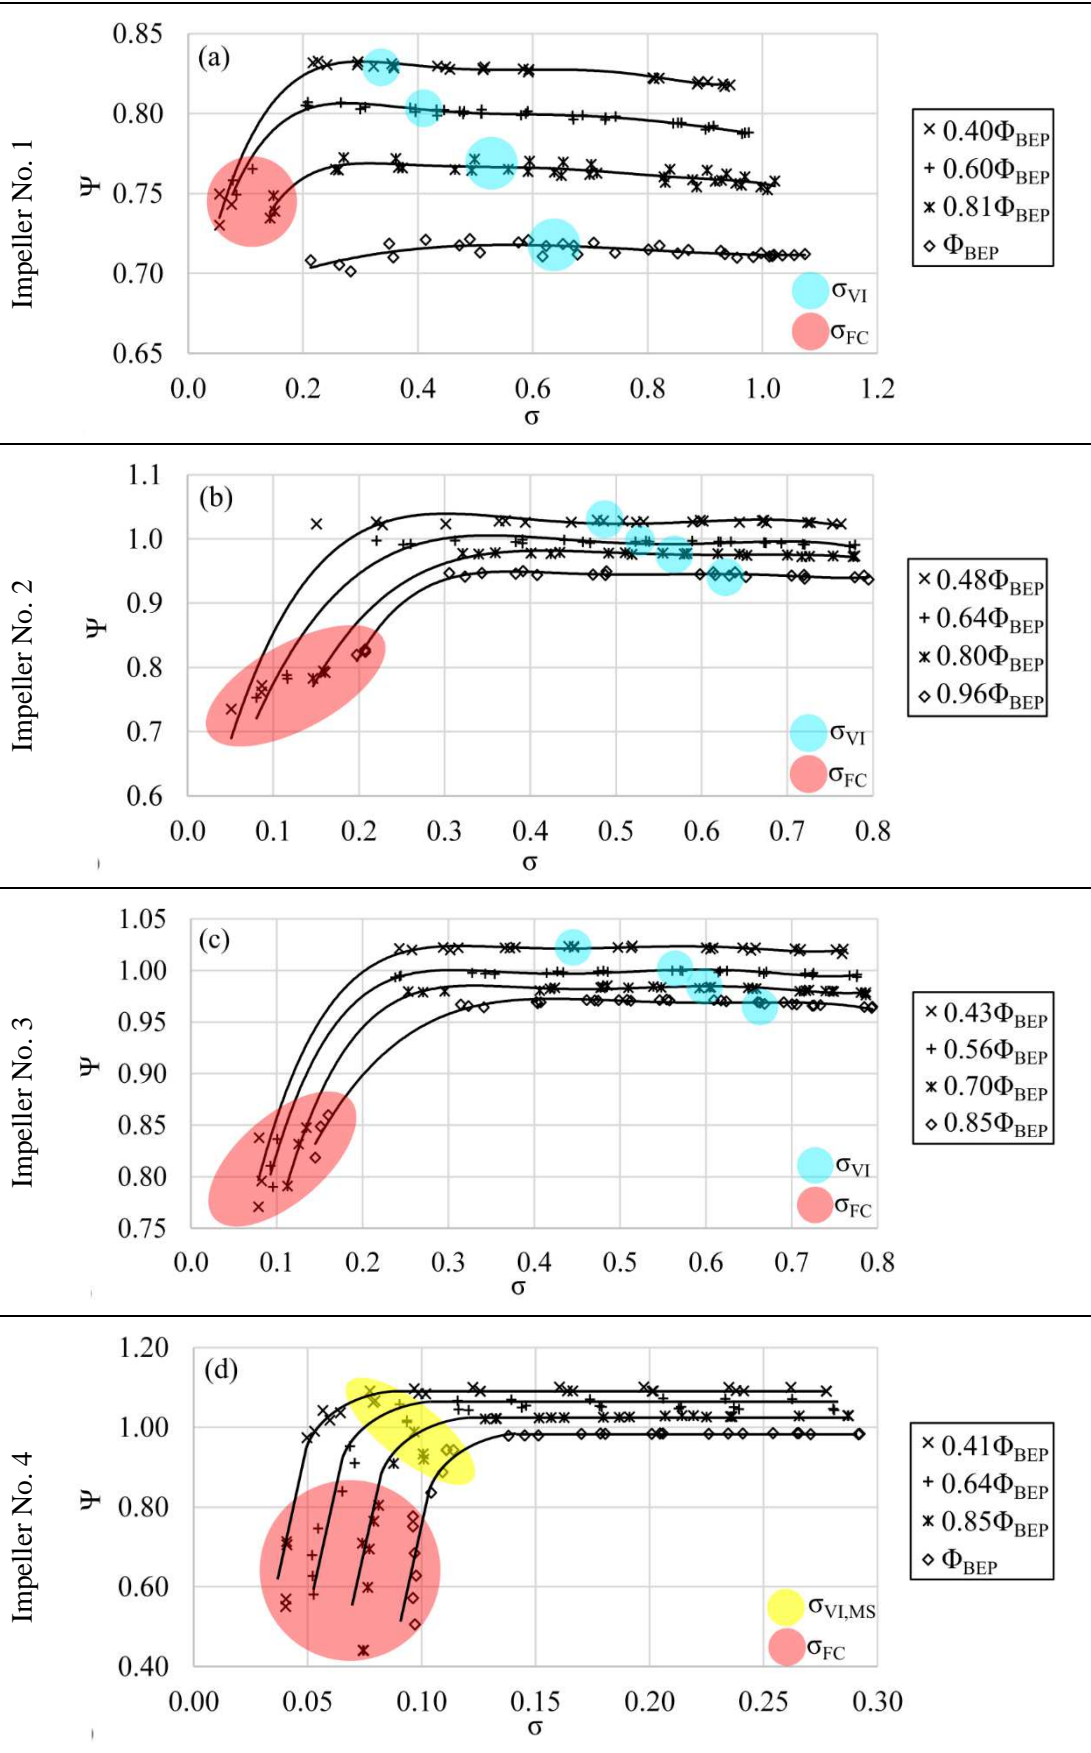 Impeller No. 1
(a)
0.85
0.80
0.75
0.70
0.65
Ψ
0.0 0.2 0.4 0.6 0.8 1.0 1.2
σ
σVI
σFC
× 0.40ΦBEP
+ 0.60ΦBEP
ж 0.81ΦBEP
◇ ΦBEP
Impeller No. 2
(b)
1.1
1.0
0.9
0.8
0.7
0.6
Ψ
0.0 0.1 0.2 0.3 0.4 0.5 0.6 0.7 0.8
σ
σVI
σFC
× 0.48ΦBEP
+ 0.64ΦBEP
ж 0.80ΦBEP
◇ 0.96ΦBEP
Impeller No. 3
(c)
1.05
1.00
0.95
0.90
0.85
0.80
0.75
Ψ
0.0 0.1 0.2 0.3 0.4 0.5 0.6 0.7 0.8
σ
σVI
σFC
× 0.43ΦBEP
+ 0.56ΦBEP
ж 0.70ΦBEP
◇ 0.85ΦBEP
Impeller No. 4
(d)
1.20
1.00
0.80
0.60
0.40
Ψ
0.00 0.05 0.10 0.15 0.20 0.25 0.30
σ
σVI,MS
σFC
× 0.41ΦBEP
+ 0.64ΦBEP
ж 0.85ΦBEP
◇ ΦBEP